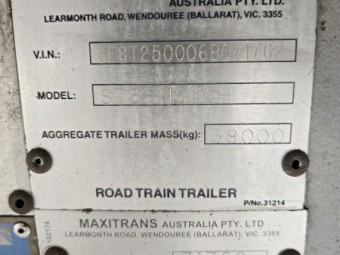 AUSTRALIA PTY. LTD.
LEARMONTH ROAD, WENDOUREE (BALLARAT), VIC. 3355
V.I.N.:
MODEL:
AGGREGATE TRAILER MASS(kg): 38000
ROAD TRAIN TRAILER
P/No.31214
MAXITRANS AUSTRALIA PTY. LTD
LEARMONTH ROAD, WENDOUREE (BALLARAT), VIC. 3355